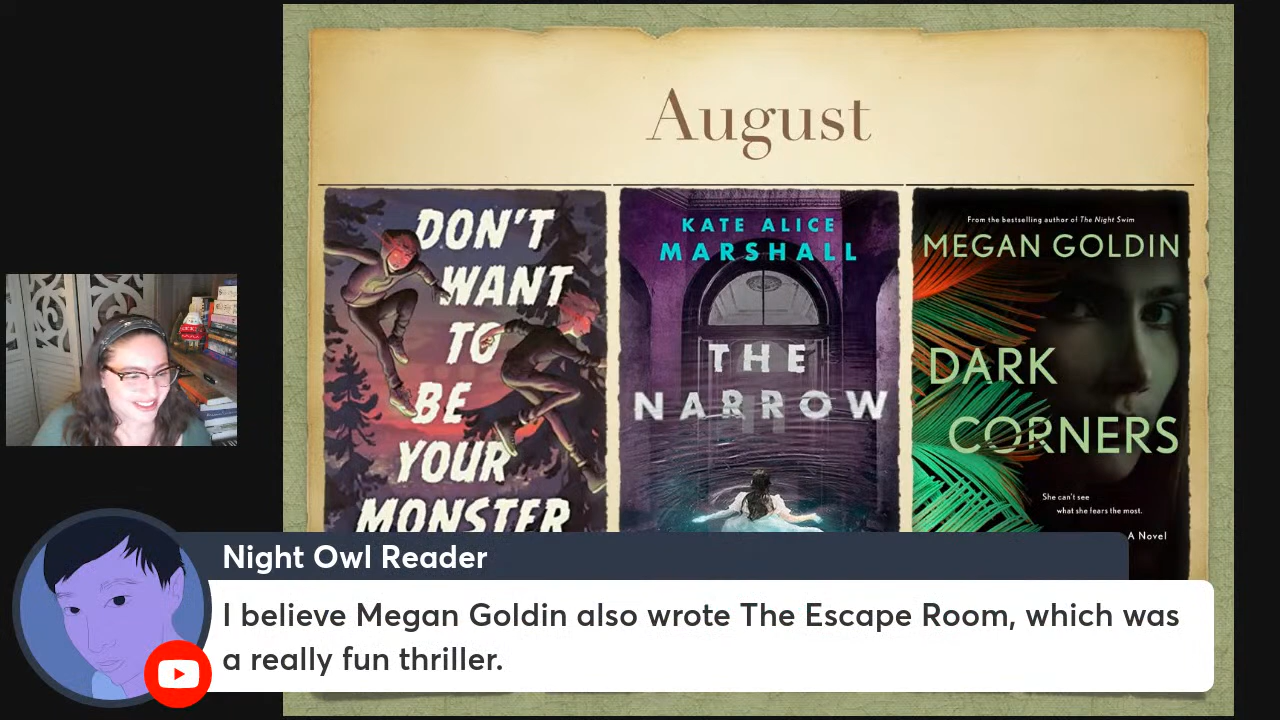 August
DON'T
WANT
TO
BE
YOUR
MONSTER
KATE ALICE
MARSHALL
THE
NARROW
From the bestselling author of The Night Swim
MEGAN GOLDIN
DARK
CORNERS
She can't see
what she fears the most.
A Novel
Night Owl Reader
I believe Megan Goldin also wrote The Escape Room, which was
a really fun thriller.